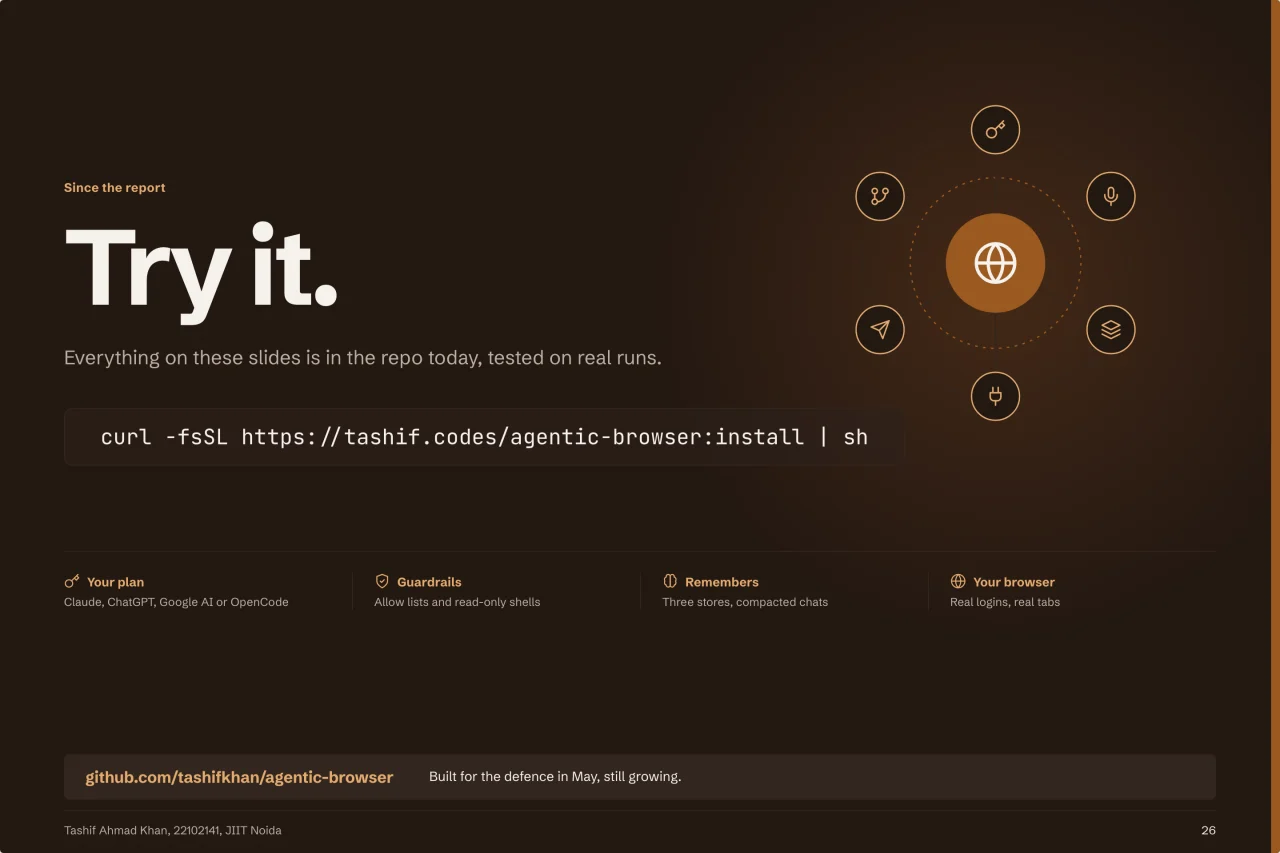 Since the report
Try it.
Everything on these slides is in the repo today, tested on real runs.
curl -fsSL https://tashif.codes/agentic-browser:install | sh
Your plan
Claude, ChatGPT, Google AI or OpenCode
Guardrails
Allow lists and read-only shells
Remembers
Three stores, compacted chats
Your browser
Real logins, real tabs
github.com/tashifkhan/agentic-browser
Built for the defence in May, still growing.
Tashif Ahmad Khan, 22102141, JIIT Noida
26